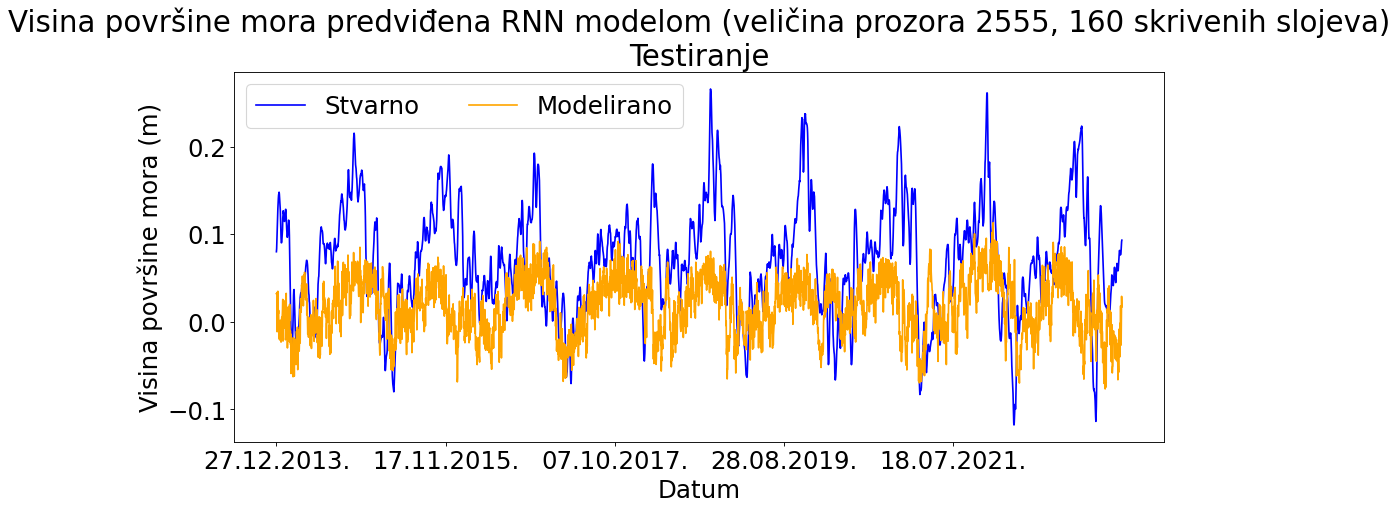 Visina površine mora predviđena RNN modelom (veličina prozora 2555, 160 skrivenih slojeva)
Testiranje
Stvarno Modelirano
Visina površine mora (m)
0.2
0.1
0.0
−0.1
27.12.2013. 17.11.2015. 07.10.2017. 28.08.2019. 18.07.2021.
Datum